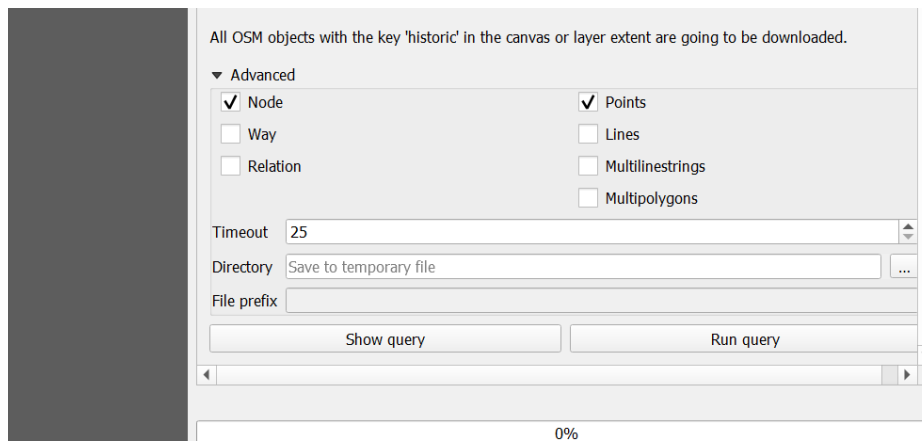 All OSM objects with the key 'historic' in the canvas or layer extent are going to be downloaded.
Advanced
Node
Points
Way
Lines
Relation
Multilinestrings
Multipolygons
Timeout 25
Directory Save to temporary file ...
File prefix
Show query Run query
0%